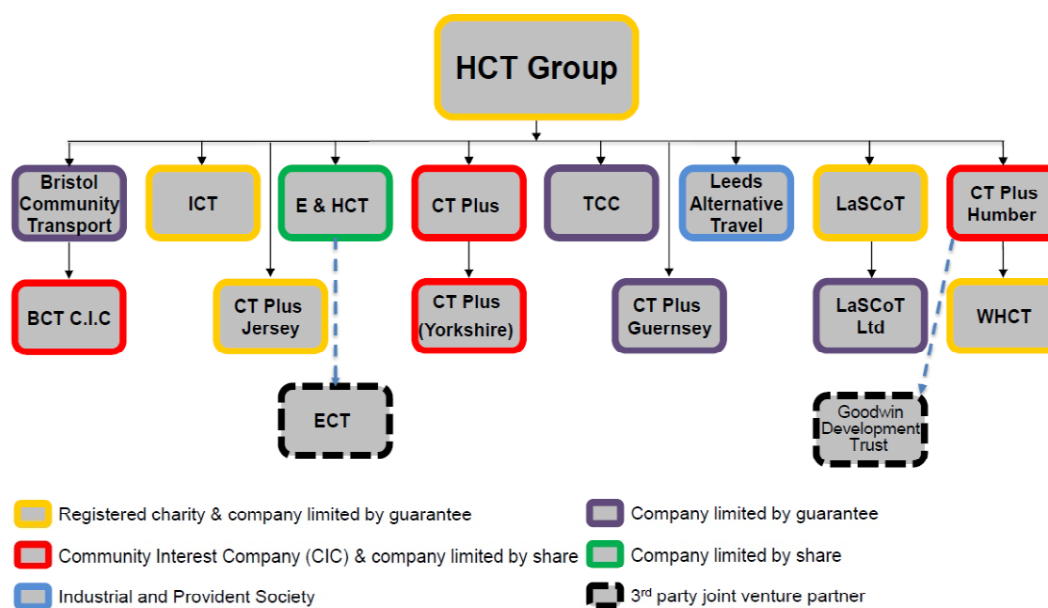 HCT Group
Bristol
Community
Transport
ICT
E & HCT
CT Plus
TCC
Leeds
Alternative
Travel
LaSCoT
CT Plus
Humber
BCT C.I.C
CT Plus
Jersey
CT Plus
(Yorkshire)
CT Plus
Guernsey
LaSCoT
Ltd
WHCT
ECT
Goodwin
Development
Trust
Registered charity & company limited by guarantee
Company limited by guarantee
Community Interest Company (CIC) & company limited by share
Company limited by share
Industrial and Provident Society
3rd party joint venture partner